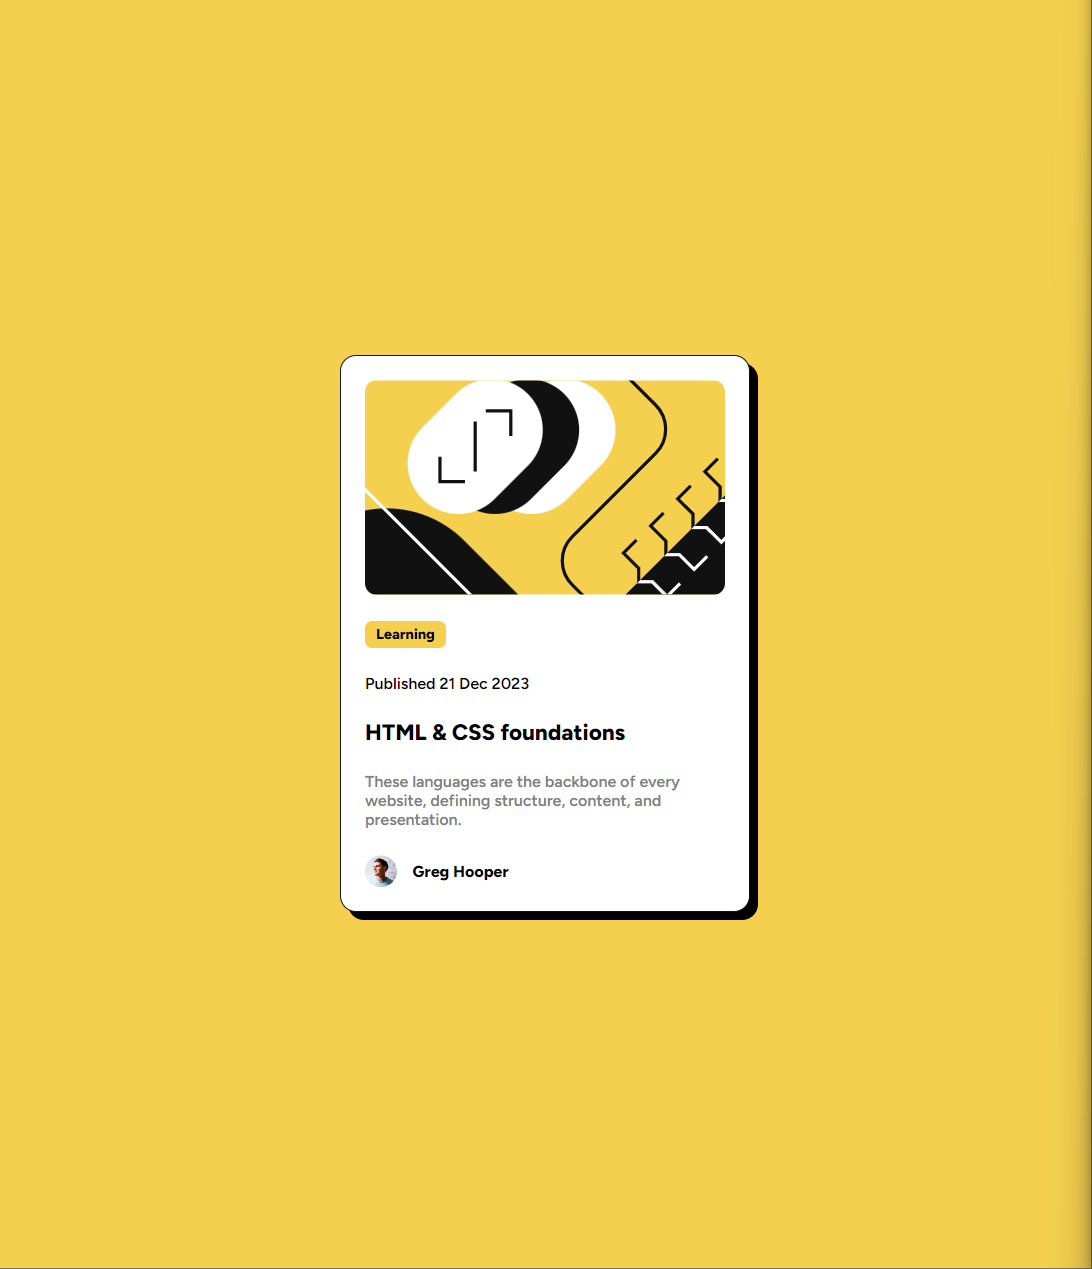 Learning
Published 21 Dec 2023
HTML & CSS foundations
These languages are the backbone of every
website, defining structure, content, and
presentation.
Greg Hooper